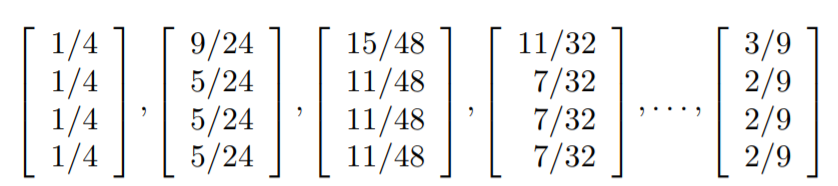 1/4 9/24 15/48 11/32 3/9
1/4 5/24 11/48 7/32 2/9
1/4 , 5/24 , 11/48 , 7/32 , . . . , 2/9
1/4 5/24 11/48 7/32 2/9